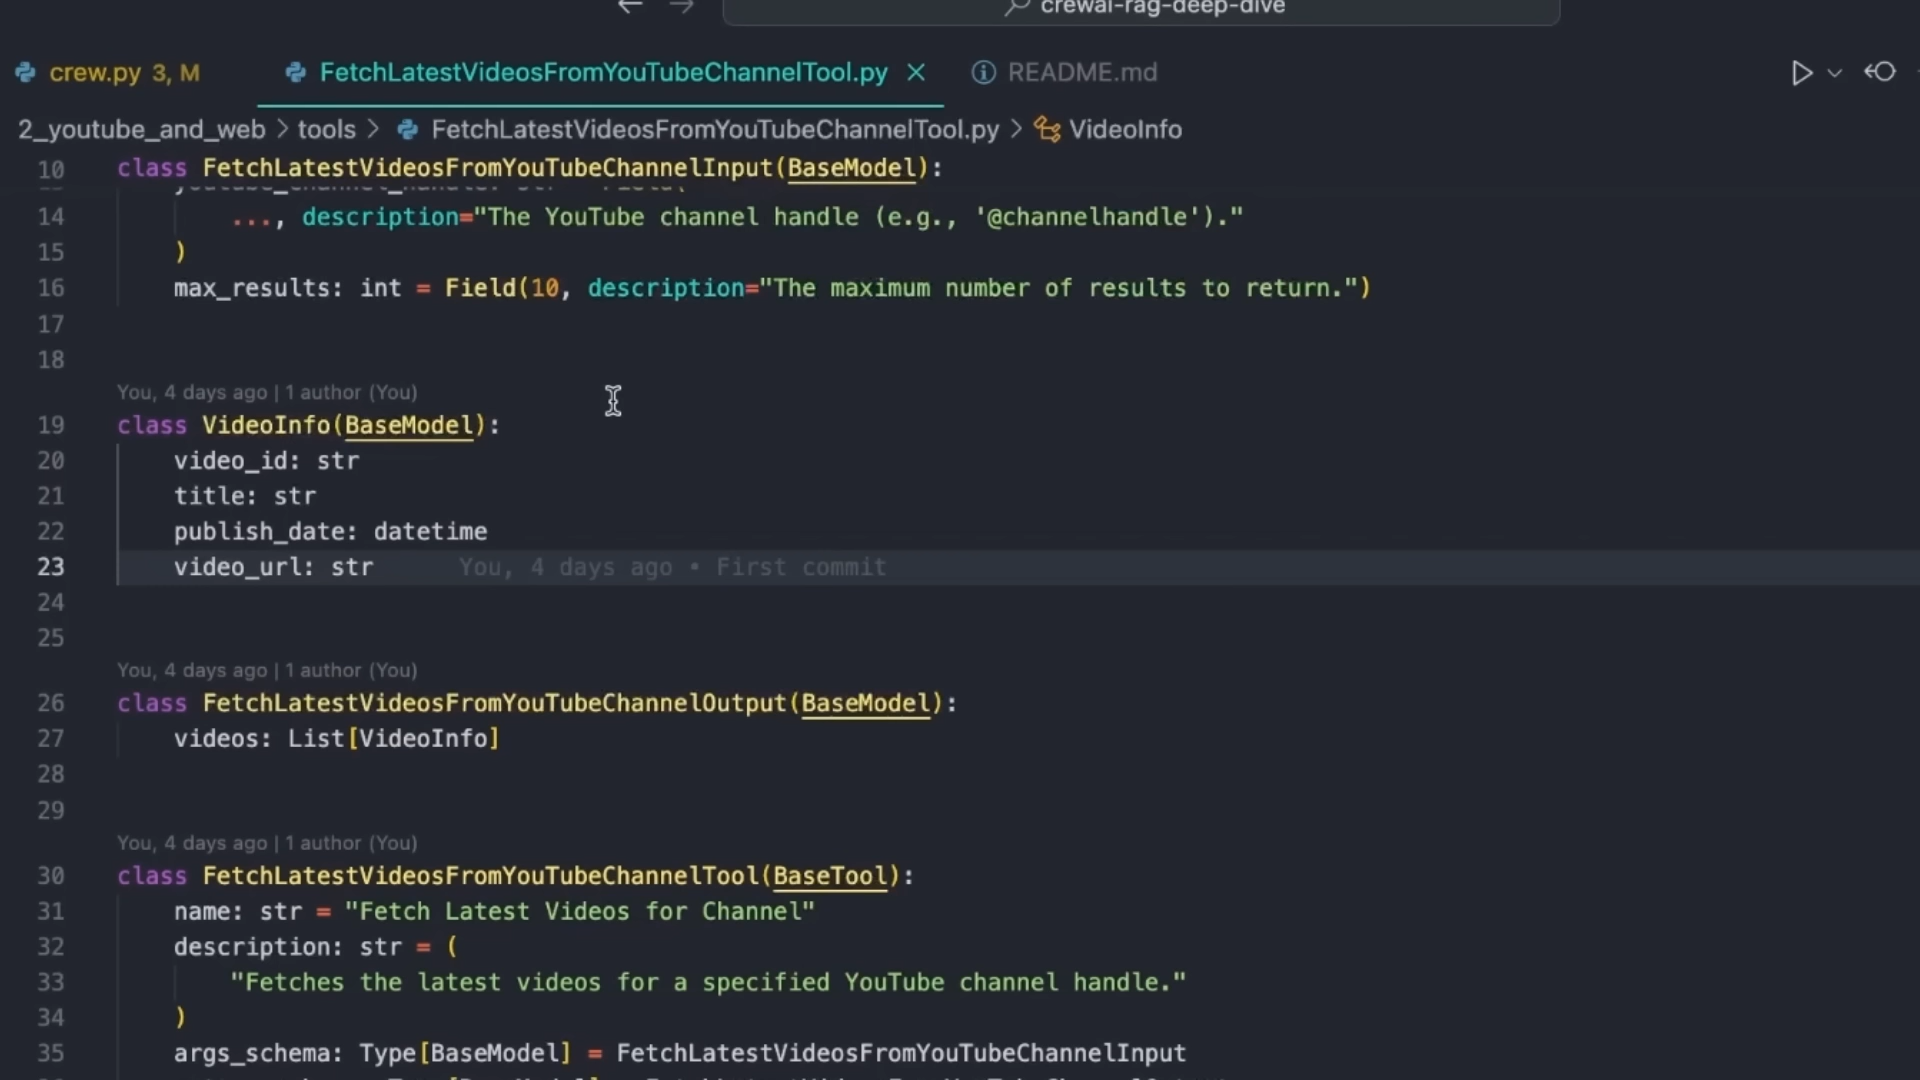 crewai-rag-deep-dive
crew.py 3, M FetchLatestVideosFromYouTubeChannelTool.py README.md
2_youtube_and_web > tools > FetchLatestVideosFromYouTubeChannelTool.py > VideoInfo
10 class FetchLatestVideosFromYouTubeChannelInput(BaseModel):
14 ..., description="The YouTube channel handle (e.g., '@channelhandle')."
15 )
16 max_results: int = Field(10, description="The maximum number of results to return.")
17
18
You, 4 days ago | 1 author (You)
19 class VideoInfo(BaseModel):
20 video_id: str
21 title: str
22 publish_date: datetime
23 video_url: str You, 4 days ago • First commit
24
25
You, 4 days ago | 1 author (You)
26 class FetchLatestVideosFromYouTubeChannelOutput(BaseModel):
27 videos: List[VideoInfo]
28
29
You, 4 days ago | 1 author (You)
30 class FetchLatestVideosFromYouTubeChannelTool(BaseTool):
31 name: str = "Fetch Latest Videos for Channel"
32 description: str = (
33 "Fetches the latest videos for a specified YouTube channel handle."
34 )
35 args_schema: Type[BaseModel] = FetchLatestVideosFromYouTubeChannelInput